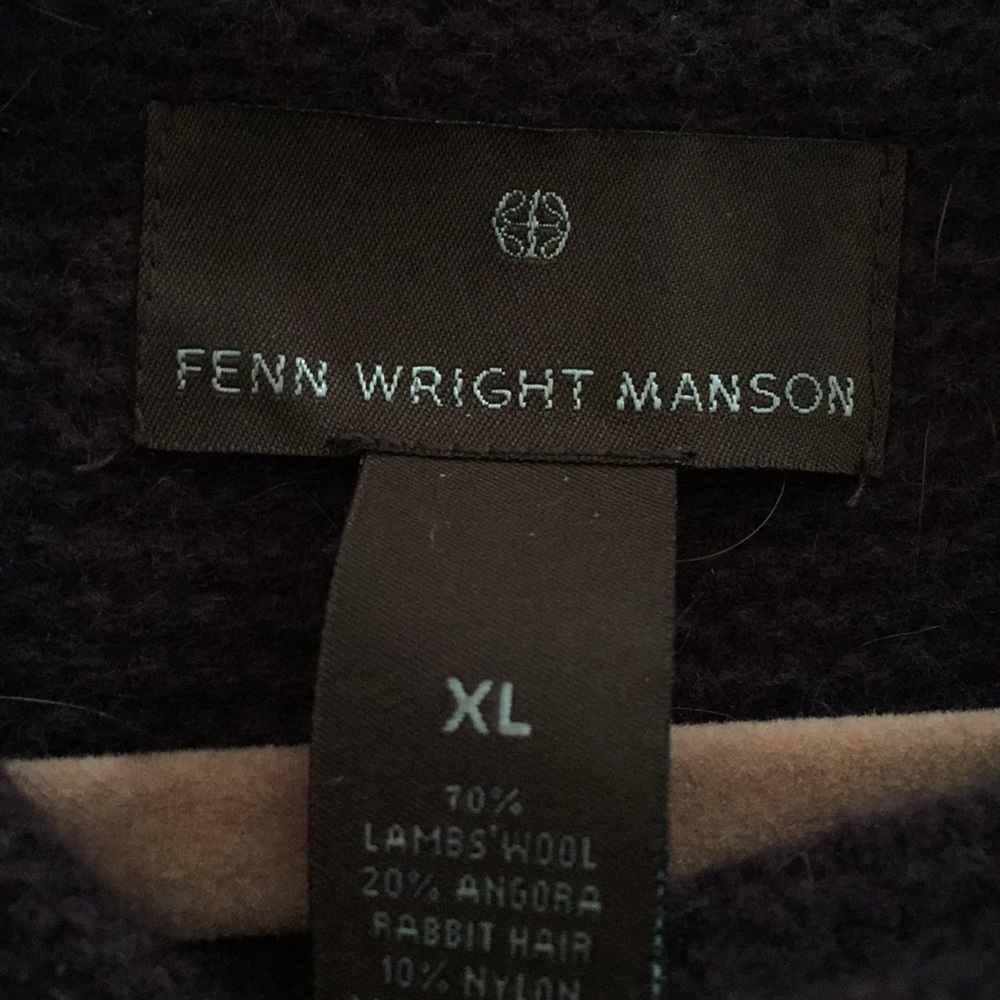 FENN WRIGHT MANSON
XL
70%
LAMBS'WOOL
20% ANGORA
RABBIT HAIR
10% NYLON